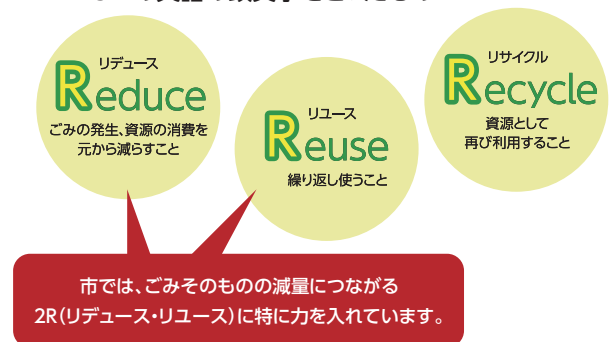 リデュース
Reduce
ごみの発生、資源の消費を
元から減らすこと
リユース
Reuse
繰り返し使うこと
リサイクル
Recycle
資源として
再び利用すること
市では、ごみそのものの減量につながる
2R(リデュース・リユース)に特に力を入れています。